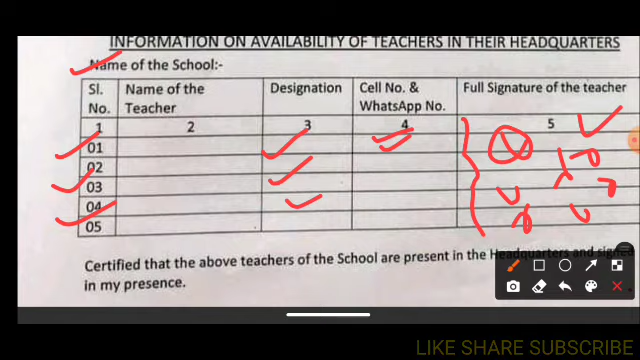 INFORMATION ON AVAILABILITY OF TEACHERS IN THEIR HEADQUARTERS
Name of the School:-
Sl. No. Name of the Teacher Designation Cell No. & WhatsApp No. Full Signature of the teacher
1 2 3 4 5
01
02
03
04
05
Certified that the above teachers of the School are present in the Headquarters and signed
in my presence.
LIKE SHARE SUBSCRIBE